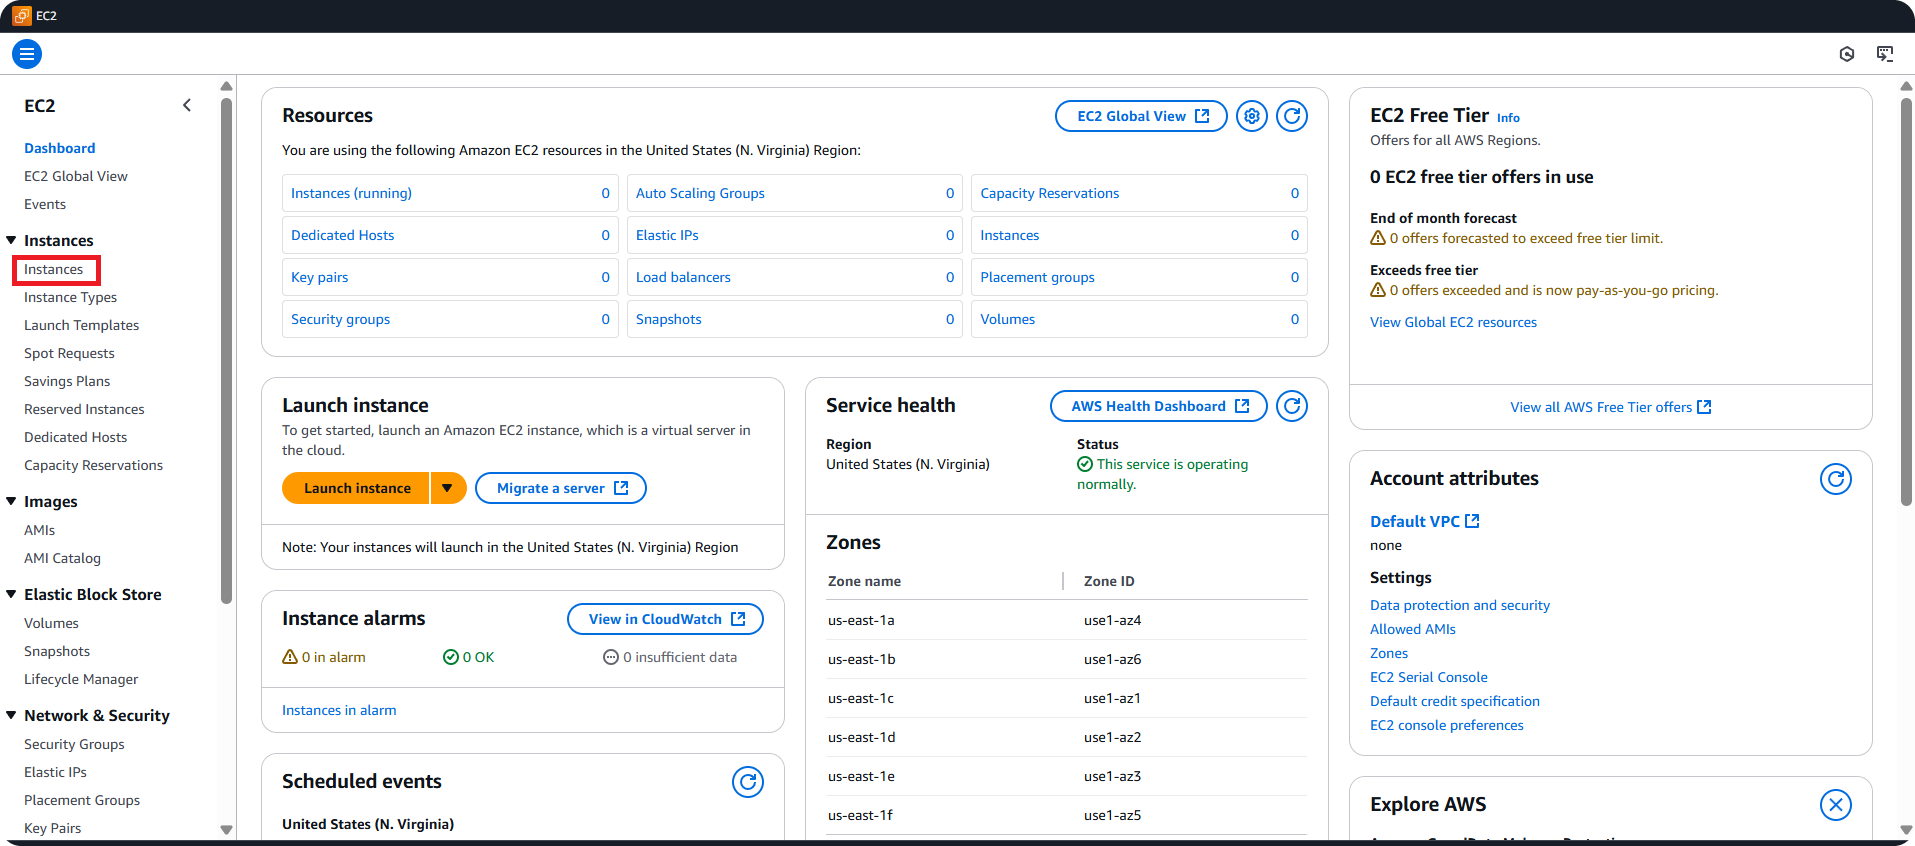 EC2
EC2
Dashboard
EC2 Global View
Events
Instances
Instances
Instance Types
Launch Templates
Spot Requests
Savings Plans
Reserved Instances
Dedicated Hosts
Capacity Reservations
Images
AMIs
AMI Catalog
Elastic Block Store
Volumes
Snapshots
Lifecycle Manager
Network & Security
Security Groups
Elastic IPs
Placement Groups
Key Pairs
Resources
EC2 Global View
You are using the following Amazon EC2 resources in the United States (N. Virginia) Region:
Instances (running) 0 Auto Scaling Groups 0 Capacity Reservations 0
Dedicated Hosts 0 Elastic IPs 0 Instances 0
Key pairs 0 Load balancers 0 Placement groups 0
Security groups 0 Snapshots 0 Volumes 0
Launch instance
To get started, launch an Amazon EC2 instance, which is a virtual server in
the cloud.
Launch instance Migrate a server
Note: Your instances will launch in the United States (N. Virginia) Region
Instance alarms View in CloudWatch
0 in alarm 0 OK 0 insufficient data
Instances in alarm
Scheduled events
United States (N. Virginia)
Service health AWS Health Dashboard
Region Status
United States (N. Virginia) This service is operating
normally.
Zones
Zone name Zone ID
us-east-1a use1-az4
us-east-1b use1-az6
us-east-1c use1-az1
us-east-1d use1-az2
us-east-1e use1-az3
us-east-1f use1-az5
EC2 Free Tier Info
Offers for all AWS Regions.
0 EC2 free tier offers in use
End of month forecast
0 offers forecasted to exceed free tier limit.
Exceeds free tier
0 offers exceeded and is now pay-as-you-go pricing.
View Global EC2 resources
View all AWS Free Tier offers
Account attributes
Default VPC
none
Settings
Data protection and security
Allowed AMIs
Zones
EC2 Serial Console
Default credit specification
EC2 console preferences
Explore AWS